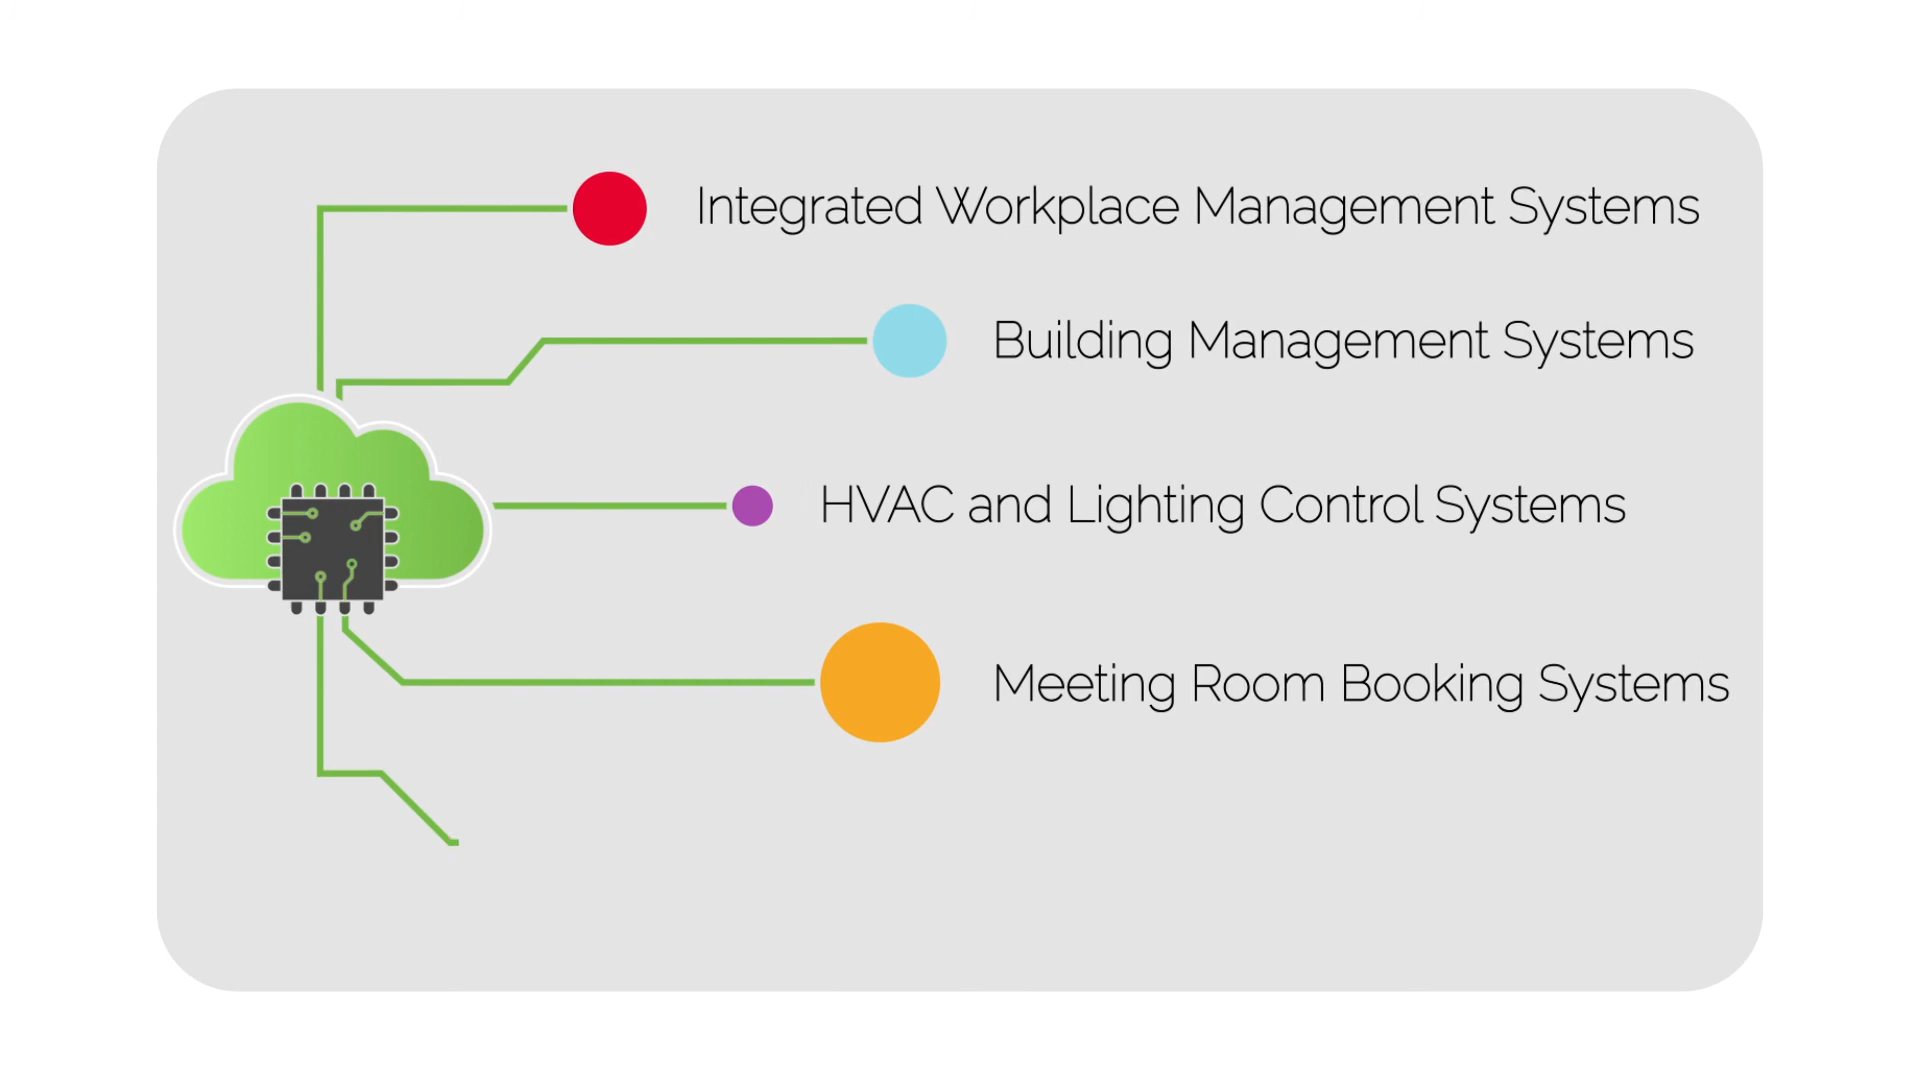 Integrated Workplace Management Systems
Building Management Systems
HVAC and Lighting Control Systems
Meeting Room Booking Systems